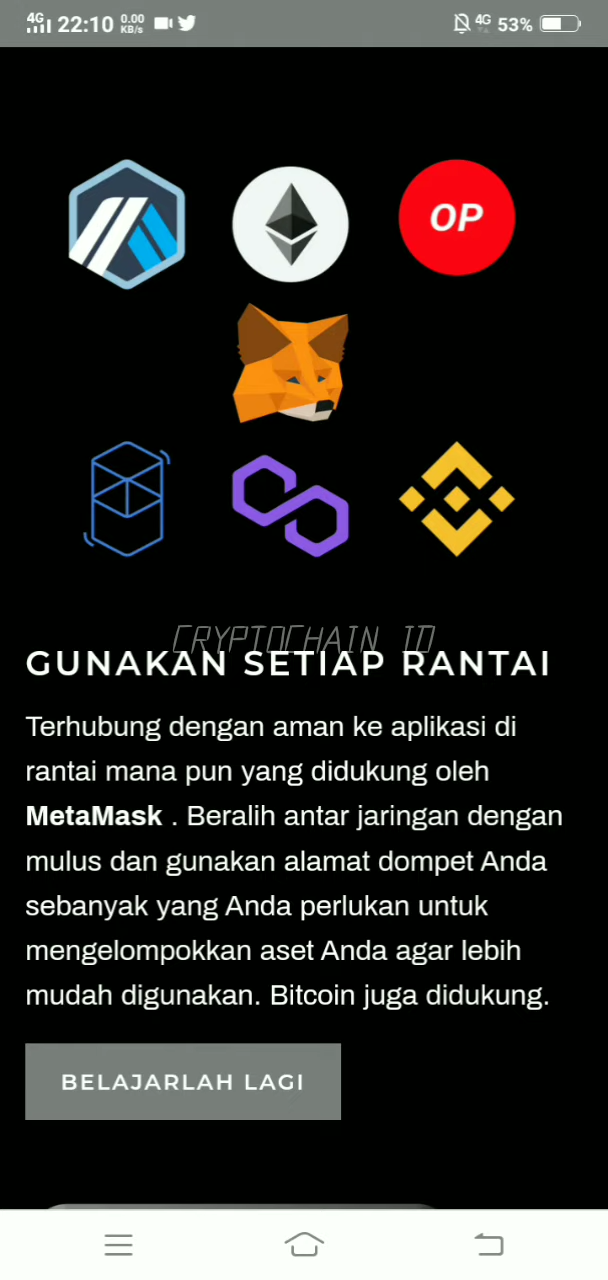 4G 22:10 0.00 KB/s 4G 53%
OP
CRYPTOCHAIN ID
GUNAKAN SETIAP RANTAI
Terhubung dengan aman ke aplikasi di
rantai mana pun yang didukung oleh
MetaMask . Beralih antar jaringan dengan
mulus dan gunakan alamat dompet Anda
sebanyak yang Anda perlukan untuk
mengelompokkan aset Anda agar lebih
mudah digunakan. Bitcoin juga didukung.
BELAJARLAH LAGI